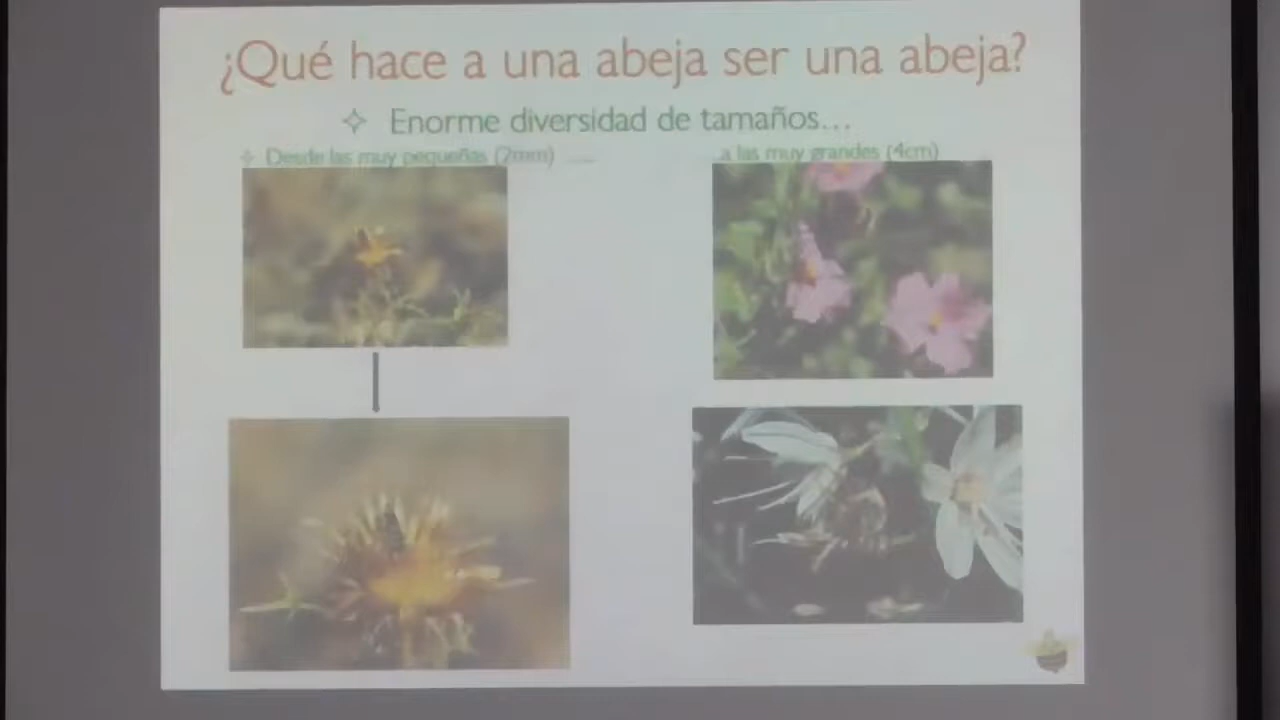 ¿Qué hace a una abeja ser una abeja?
✧ Enorme diversidad de tamaños...
✧ Desde las muy pequeñas (2mm) ...... a las muy grandes (4cm)